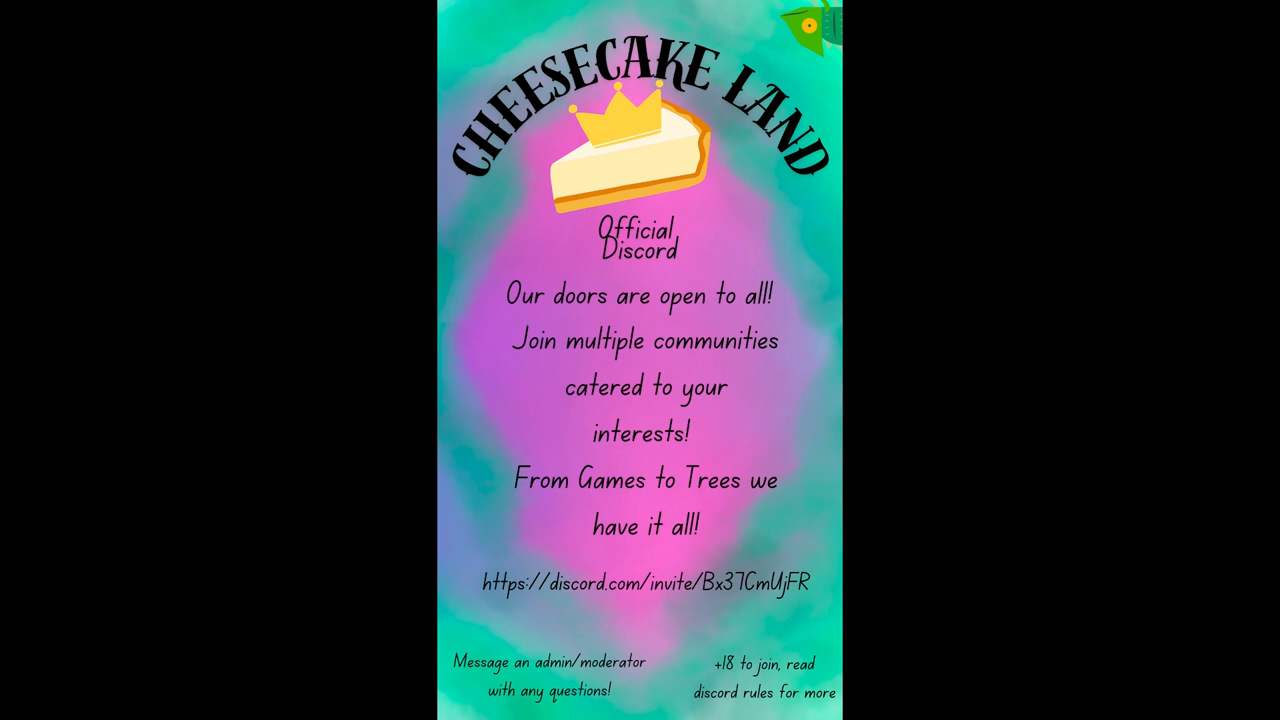 CHEESECAKE LAND
Official
Discord
Our doors are open to all!
Join multiple communities
catered to your
interests!
From Games to Trees we
have it all!
https://discord.com/invite/Bx37CmUjFR
Message an admin/moderator
with any questions!
+18 to join, read
discord rules for more